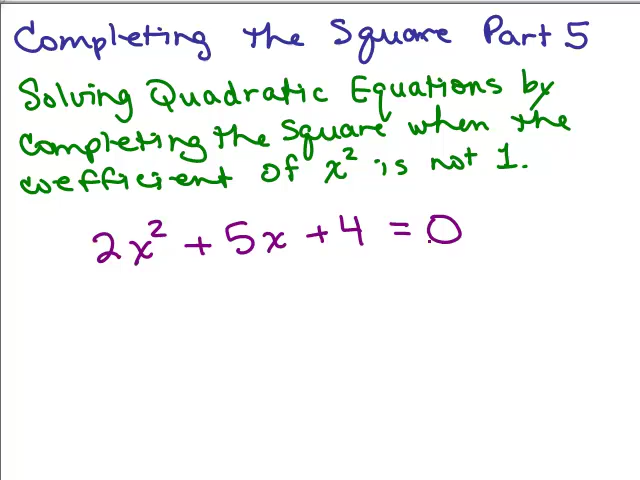 Completing the Square Part 5
Solving Quadratic Equations by
completing the square when the
coefficient of x² is not 1.
2x² + 5x + 4 = 0